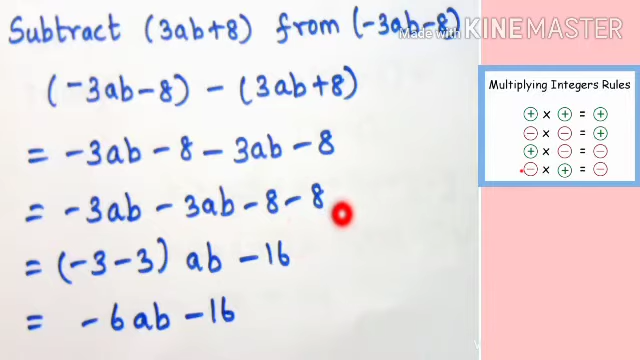 Subtract (3ab+8) from (-3ab-8)
Made with KINEMASTER
(-3ab-8) - (3ab+8)
= -3ab - 8 - 3ab - 8
= -3ab - 3ab - 8 - 8
= (-3-3) ab - 16
= - 6ab - 16
Multiplying Integers Rules
+ × + = +
- × - = +
+ × - = -
- × + = -